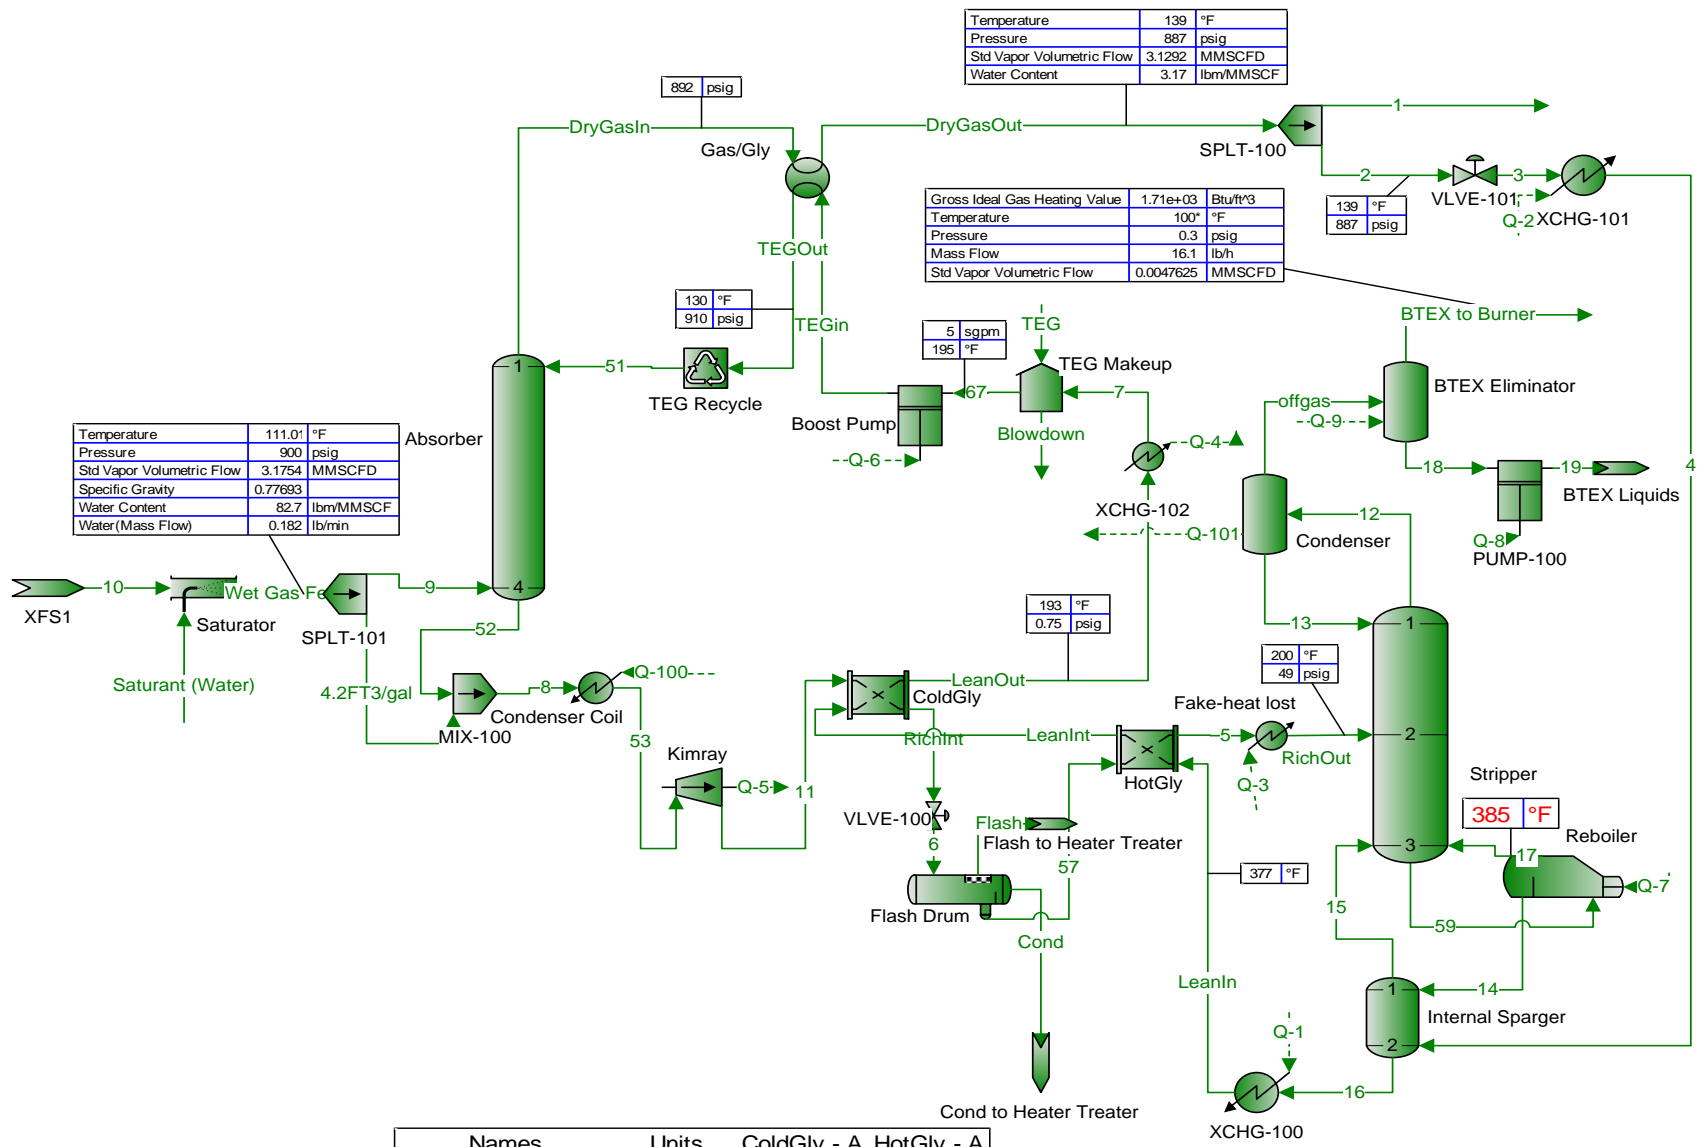 Temperature 139 °F
Pressure 887 psig
Std Vapor Volumetric Flow 3.1292 MMSCFD
Water Content 3.17 lbm/MMSCF
892 psig
DryGasIn
Gas/Gly
DryGasOut
1
SPLT-100
2
3
VLVE-101
XCHG-101
Q-2
139 °F
887 psig
Gross Ideal Gas Heating Value 1.71e+03 Btu/ft^3
Temperature 100* °F
Pressure 0.3 psig
Mass Flow 16.1 lb/h
Std Vapor Volumetric Flow 0.0047625 MMSCFD
TEGOut
130 °F
910 psig
TEGin
5 sgpm
195 °F
TEG
BTEX to Burner
1
51
TEG Recycle
Boost Pump
67
TEG Makeup
7
Blowdown
Q-6
Q-4
XCHG-102
offgas
Q-9
BTEX Eliminator
18
19
BTEX Liquids
Q-8
PUMP-100
4
Temperature 111.01 °F
Pressure 900 psig
Std Vapor Volumetric Flow 3.1754 MMSCFD
Specific Gravity 0.77693
Water Content 82.7 lbm/MMSCF
Water(Mass Flow) 0.182 lb/min
Absorber
Q-101
12
Condenser
13
XFS1
10
Saturator
Wet Gas Fe
SPLT-101
9
4
52
Saturant (Water)
4.2FT3/gal
MIX-100
8
Condenser Coil
Q-100
53
Kimray
Q-5
11
193 °F
0.75 psig
LeanOut
ColdGly
RichInt
LeanInt
HotGly
5
Fake-heat lost
200 °F
49 psig
RichOut
Q-3
1
2
3
Stripper
385 °F
Reboiler
17
Q-7
VLVE-100
6
Flash
Flash to Heater Treater
57
Flash Drum
Cond
377 °F
LeanIn
15
59
14
1
Internal Sparger
2
Q-1
16
XCHG-100
Cond to Heater Treater
Names Units ColdGly - A HotGly - A